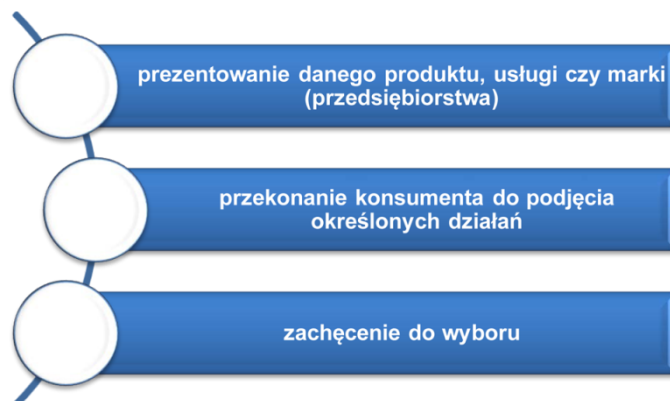 prezentowanie danego produktu, usługi czy marki
(przedsiębiorstwa)
przekonanie konsumenta do podjęcia
określonych działań
zachęcenie do wyboru